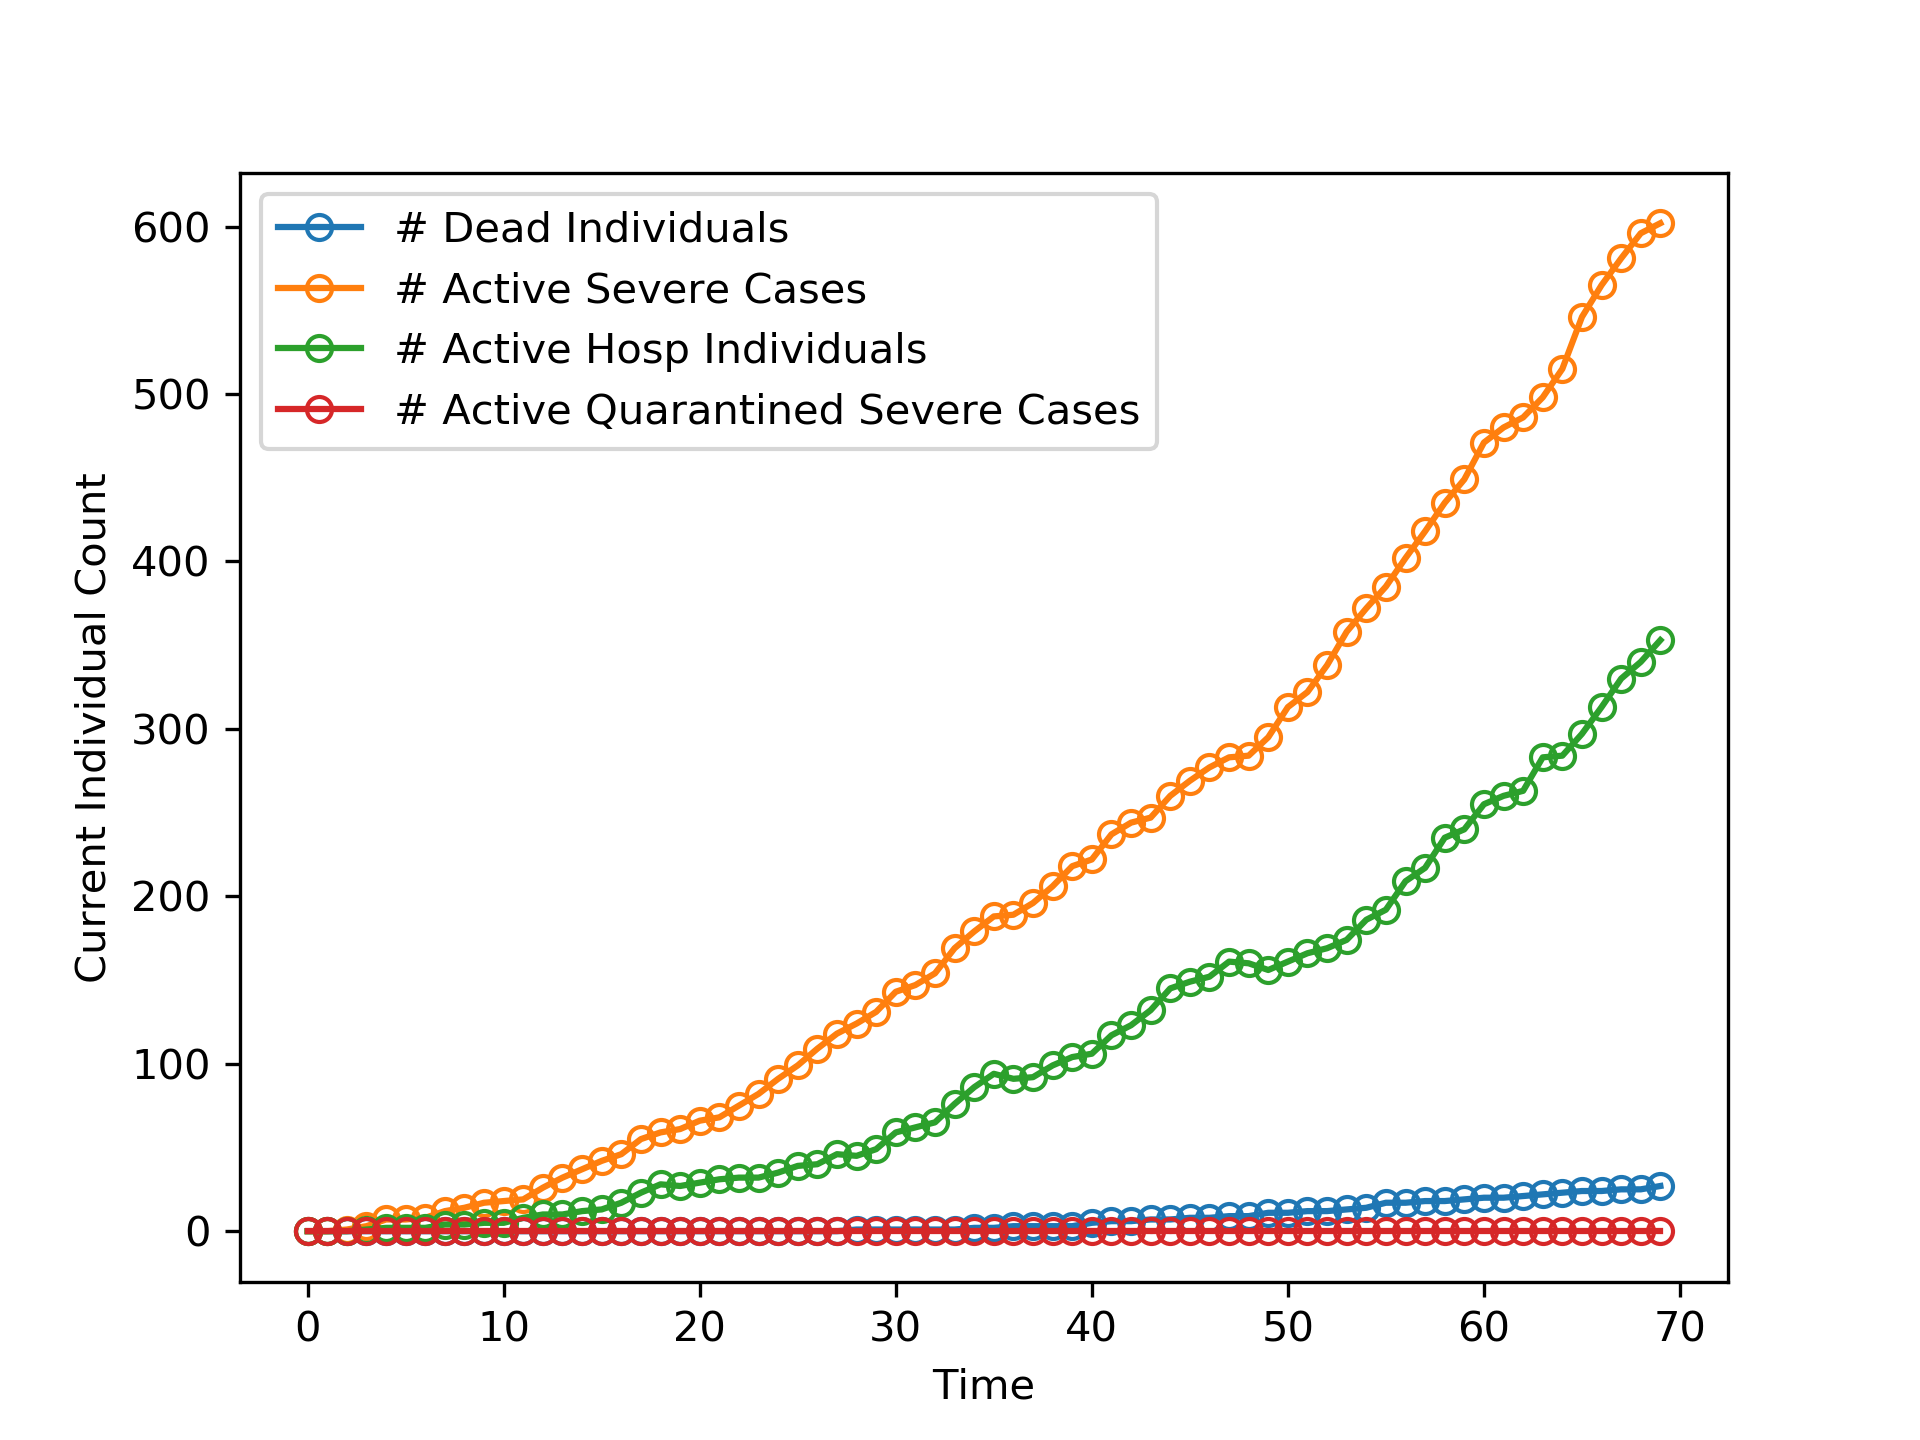 # Dead Individuals
# Active Severe Cases
# Active Hosp Individuals
# Active Quarantined Severe Cases
600
500
400
300
200
100
0
Current Individual Count
0 10 20 30 40 50 60 70
Time